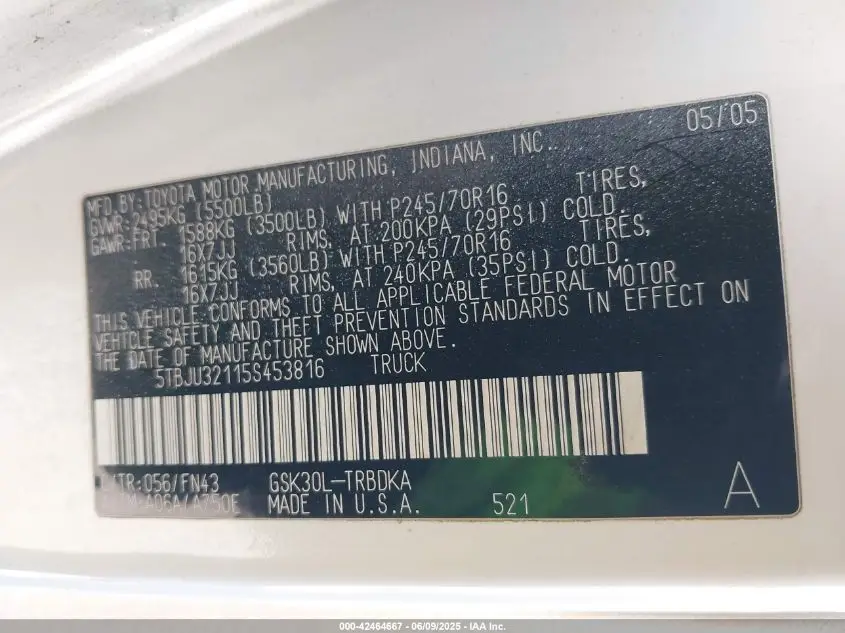 05/05
MFD BY: TOYOTA MOTOR MANUFACTURING, INDIANA, INC.
GVWR: 2495KG (5500LB)
GAWR: FRT. 1588KG (3500LB) WITH P245/70R16 TIRES,
16X7JJ RIMS, AT 200KPA (29PSI) COLD.
RR. 1615KG (3560LB) WITH P245/70R16 TIRES,
16X7JJ RIMS, AT 240KPA (35PSI) COLD.
THIS VEHICLE CONFORMS TO ALL APPLICABLE FEDERAL MOTOR
VEHICLE SAFETY AND THEFT PREVENTION STANDARDS IN EFFECT ON
THE DATE OF MANUFACTURE SHOWN ABOVE.
5TBJU32115S453816 TRUCK
C/TR: 056/FN43 GSK30L-TRBDKA
A06A/A750E MADE IN U.S.A. 521 A
000-42464667 - 06/09/2025 - IAA Inc.